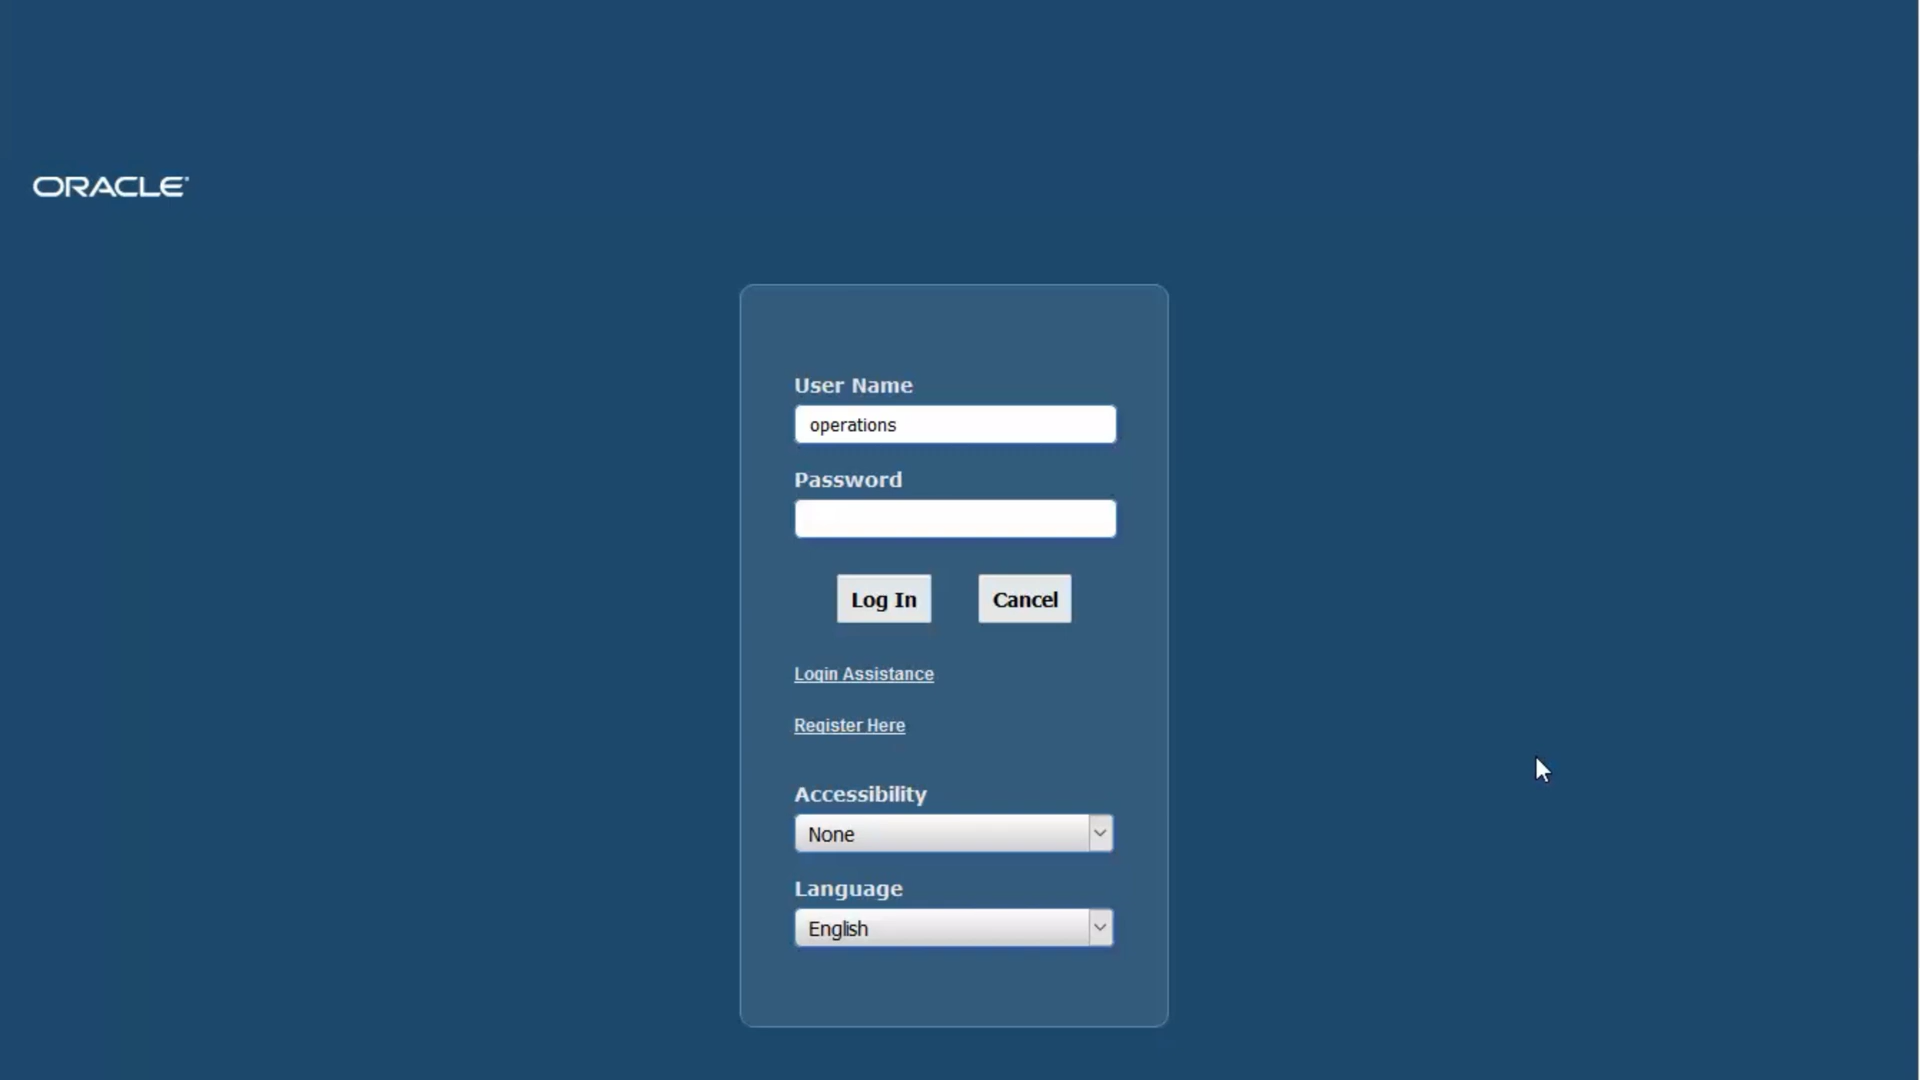 ORACLE
User Name
operations
Password
Log In Cancel
Login Assistance
Register Here
Accessibility
None
Language
English